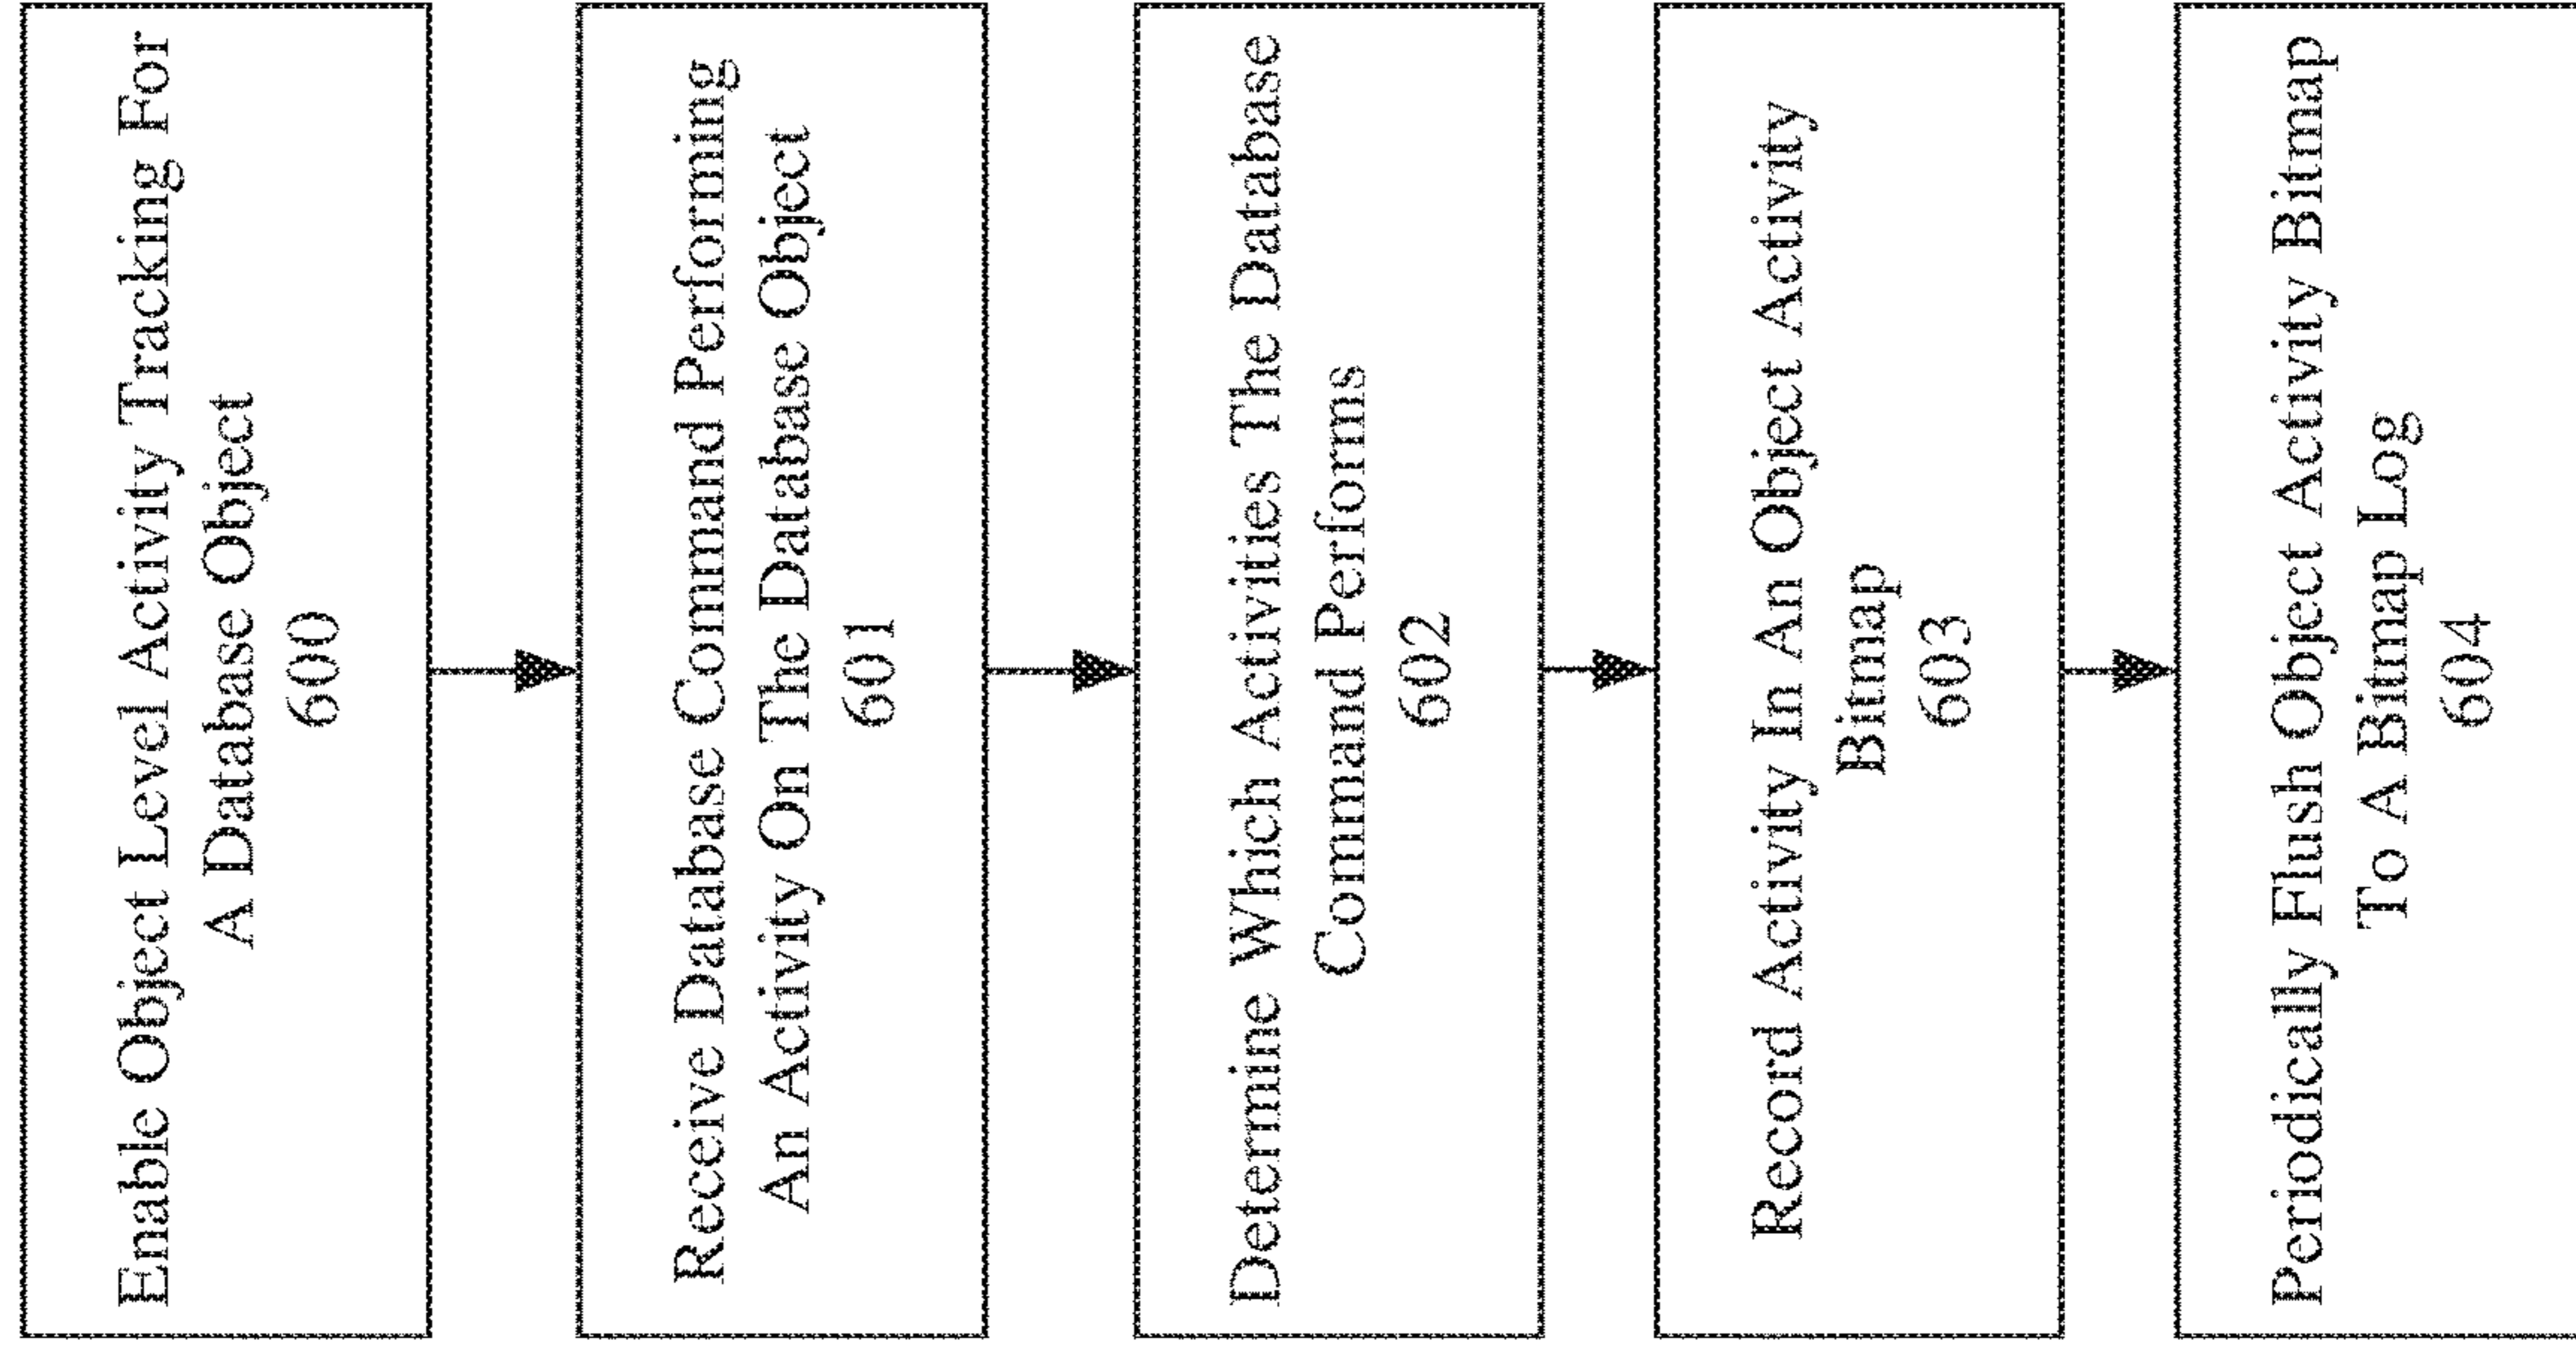 Enable Object Level Activity Tracking For
A Database Object
600
Receive Database Command Performing
An Activity On The Database Object
601
Determine Which Activities The Database
Command Performs
602
Record Activity In An Object Activity
Bitmap
603
Periodically Flush Object Activity Bitmap
To A Bitmap Log
604